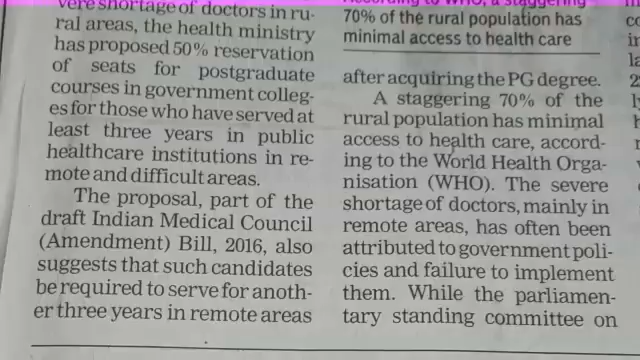 vere shortage of doctors in ru-
ral areas, the health ministry
has proposed 50% reservation
of seats for postgraduate
courses in government colleg-
es for those who have served at
least three years in public
healthcare institutions in re-
mote and difficult areas.
The proposal, part of the
draft Indian Medical Council
(Amendment) Bill, 2016, also
suggests that such candidates
be required to serve for anoth-
er three years in remote areas
According to WHO, a staggering
70% of the rural population has
minimal access to health care
after acquiring the PG degree.
A staggering 70% of the
rural population has minimal
access to health care, accord-
ing to the World Health Orga-
nisation (WHO). The severe
shortage of doctors, mainly in
remote areas, has often been
attributed to government poli-
cies and failure to implement
them. While the parliamen-
tary standing committee on